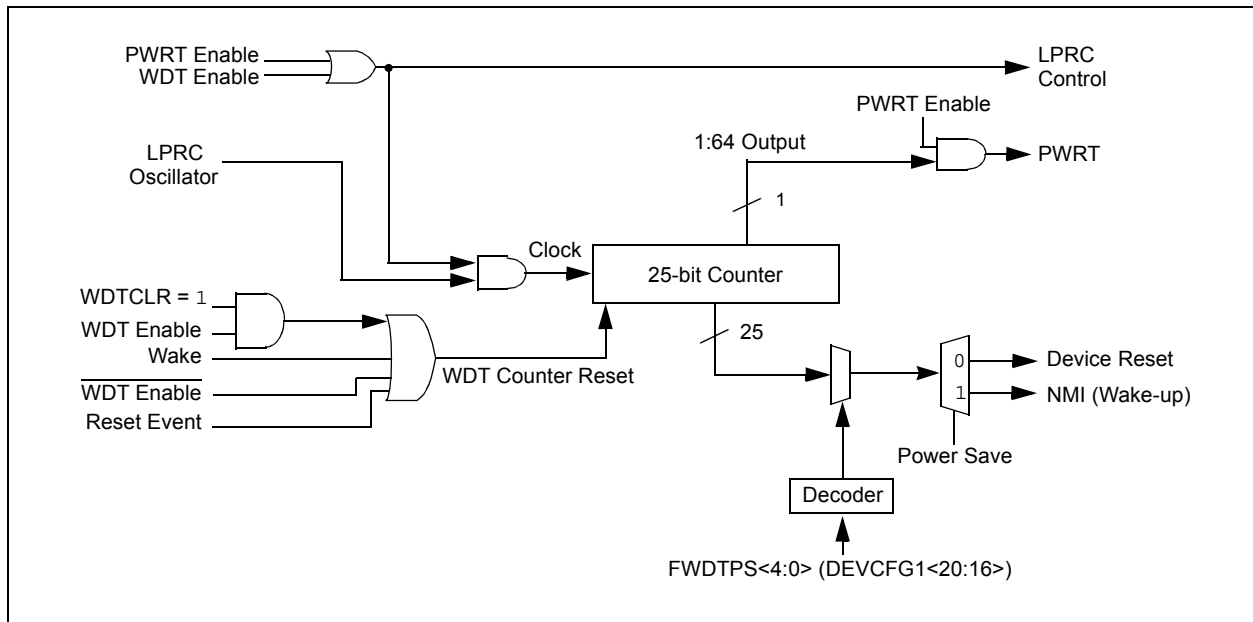 PWRT Enable
WDT Enable
LPRC
Control
PWRT Enable
1:64 Output
PWRT
LPRC
Oscillator
1
Clock
25-bit Counter
WDTCLR = 1
WDT Enable
Wake
WDT Enable
Reset Event
WDT Counter Reset
25
0
Device Reset
1
NMI (Wake-up)
Power Save
Decoder
FWDTPS<4:0> (DEVCFG1<20:16>)